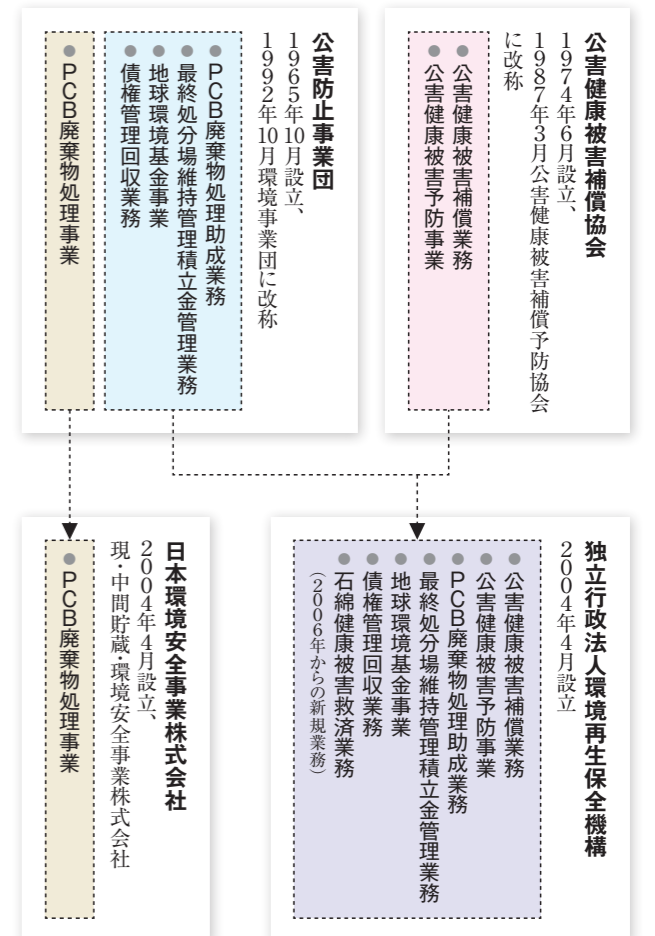 公害健康被害補償協会
1974年6月設立、
1987年3月公害健康被害補償予防協会
に改称
●公害健康被害補償業務
●公害健康被害予防事業
公害防止事業団
1965年10月設立、
1992年10月環境事業団に改称
●PCB廃棄物処理助成業務
●最終処分場維持管理積立金管理業務
●地球環境基金事業
●債権管理回収業務
●PCB廃棄物処理事業
独立行政法人環境再生保全機構
2004年4月設立
●公害健康被害補償業務
●公害健康被害予防事業
●PCB廃棄物処理助成業務
●最終処分場維持管理積立金管理業務
●地球環境基金事業
●債権管理回収業務
●石綿健康被害救済業務
(2006年からの新規業務)
日本環境安全事業株式会社
2004年4月設立、
現・中間貯蔵・環境安全事業株式会社
●PCB廃棄物処理事業